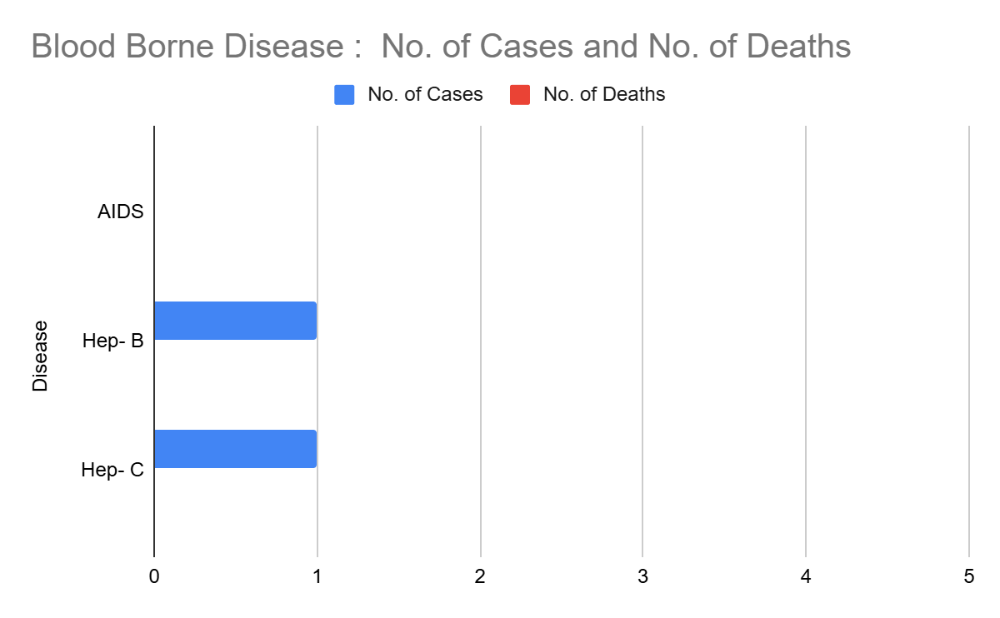 Blood Borne Disease :  No. of Cases and No. of Deaths
No. of Cases No. of Deaths
AIDS
Hep- B
Hep- C
Disease
0 1 2 3 4 5